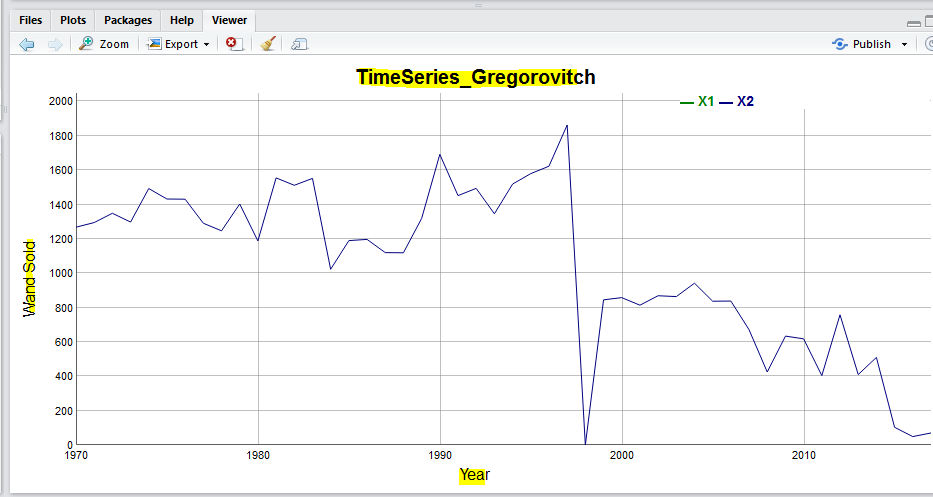 Files Plots Packages Help Viewer
Zoom Export Publish
TimeSeries_Gregorovitch
X1 X2
2000
1800
1600
1400
1200
1000
800
600
400
200
0
Wand Sold
1970 1980 1990 2000 2010
Year